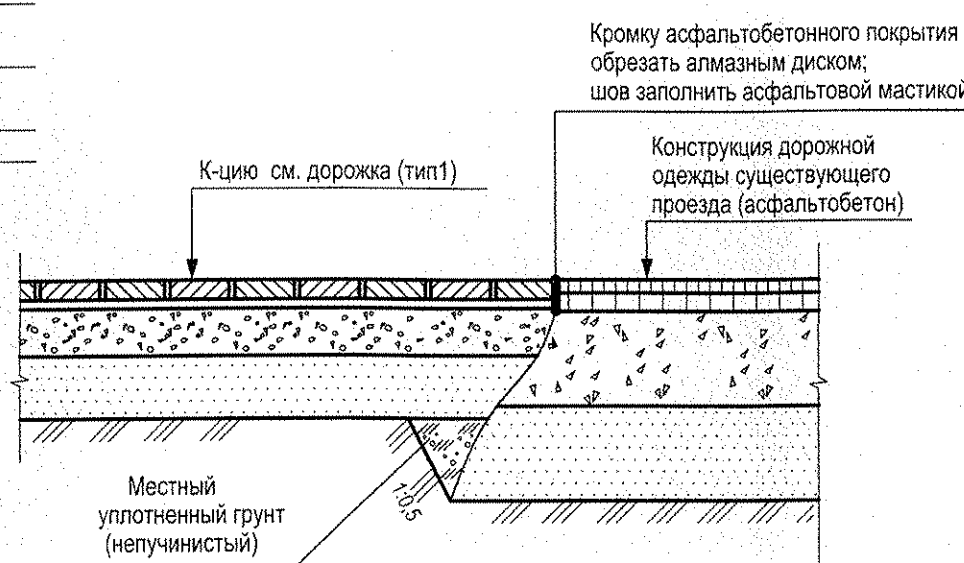 Кромку асфальтобетонного покрытия
обрезать алмазным диском;
шов заполнить асфальтовой мастикой
К-цию см. дорожка (тип1)
Конструкция дорожной
одежды существующего
проезда (асфальтобетон)
Местный
уплотненный грунт
(непучинистый)
1:0,5